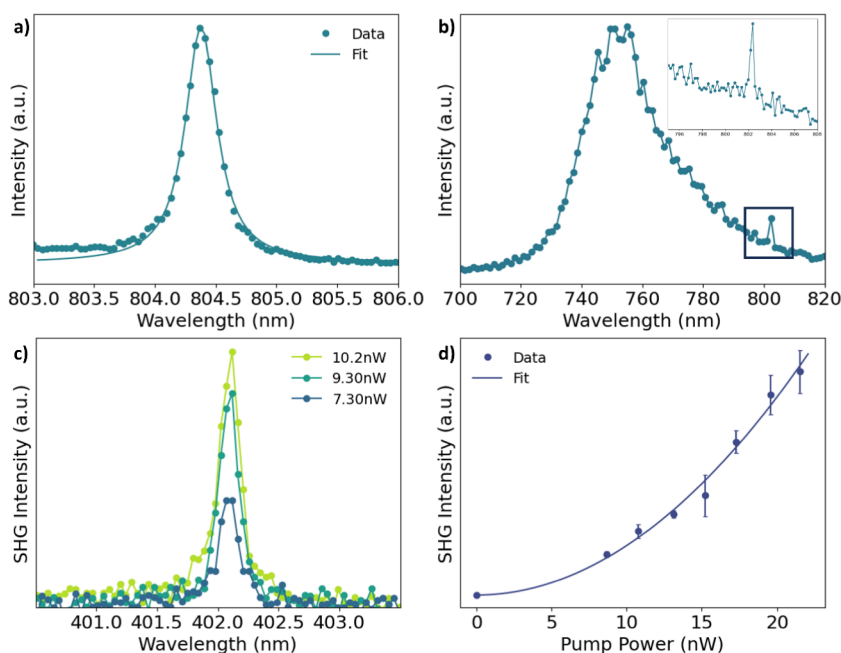 a)
Data
Fit
Intensity (a.u.)
803.0 803.5 804.0 804.5 805.0 805.5 806.0
Wavelength (nm)
b)
796 798 800 802 804 806 808
Intensity (a.u.)
700 720 740 760 780 800 820
Wavelength (nm)
c)
10.2nW
9.30nW
7.30nW
SHG Intensity (a.u.)
401.0 401.5 402.0 402.5 403.0
Wavelength (nm)
d)
Data
Fit
SHG Intensity (a.u.)
0 5 10 15 20
Pump Power (nW)